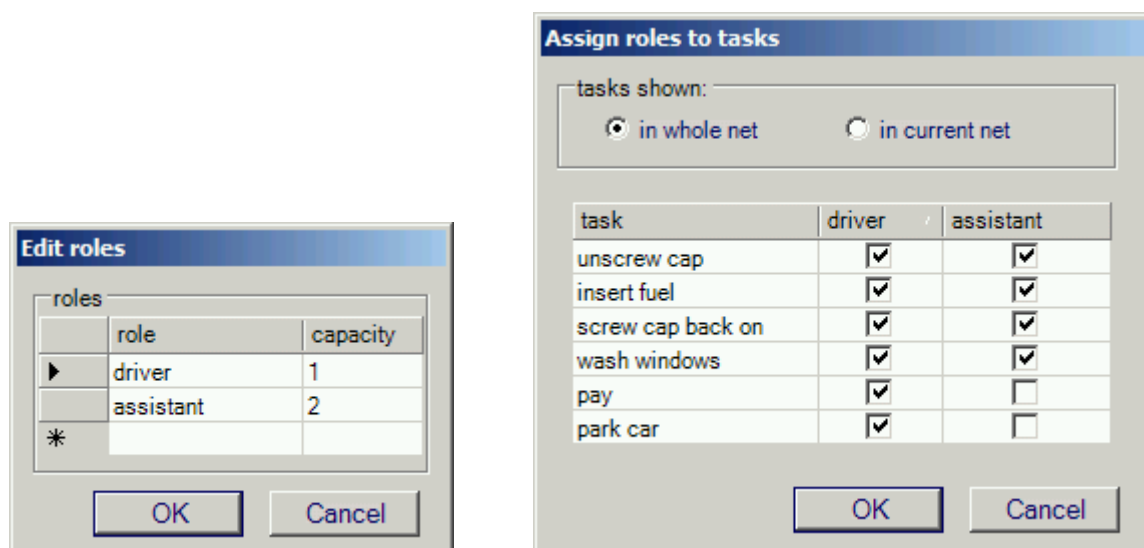 Edit roles
roles
role capacity
driver 1
assistant 2
OK Cancel
Assign roles to tasks
tasks shown:
in whole net in current net
task driver assistant
unscrew cap
insert fuel
screw cap back on
wash windows
pay
park car
OK Cancel